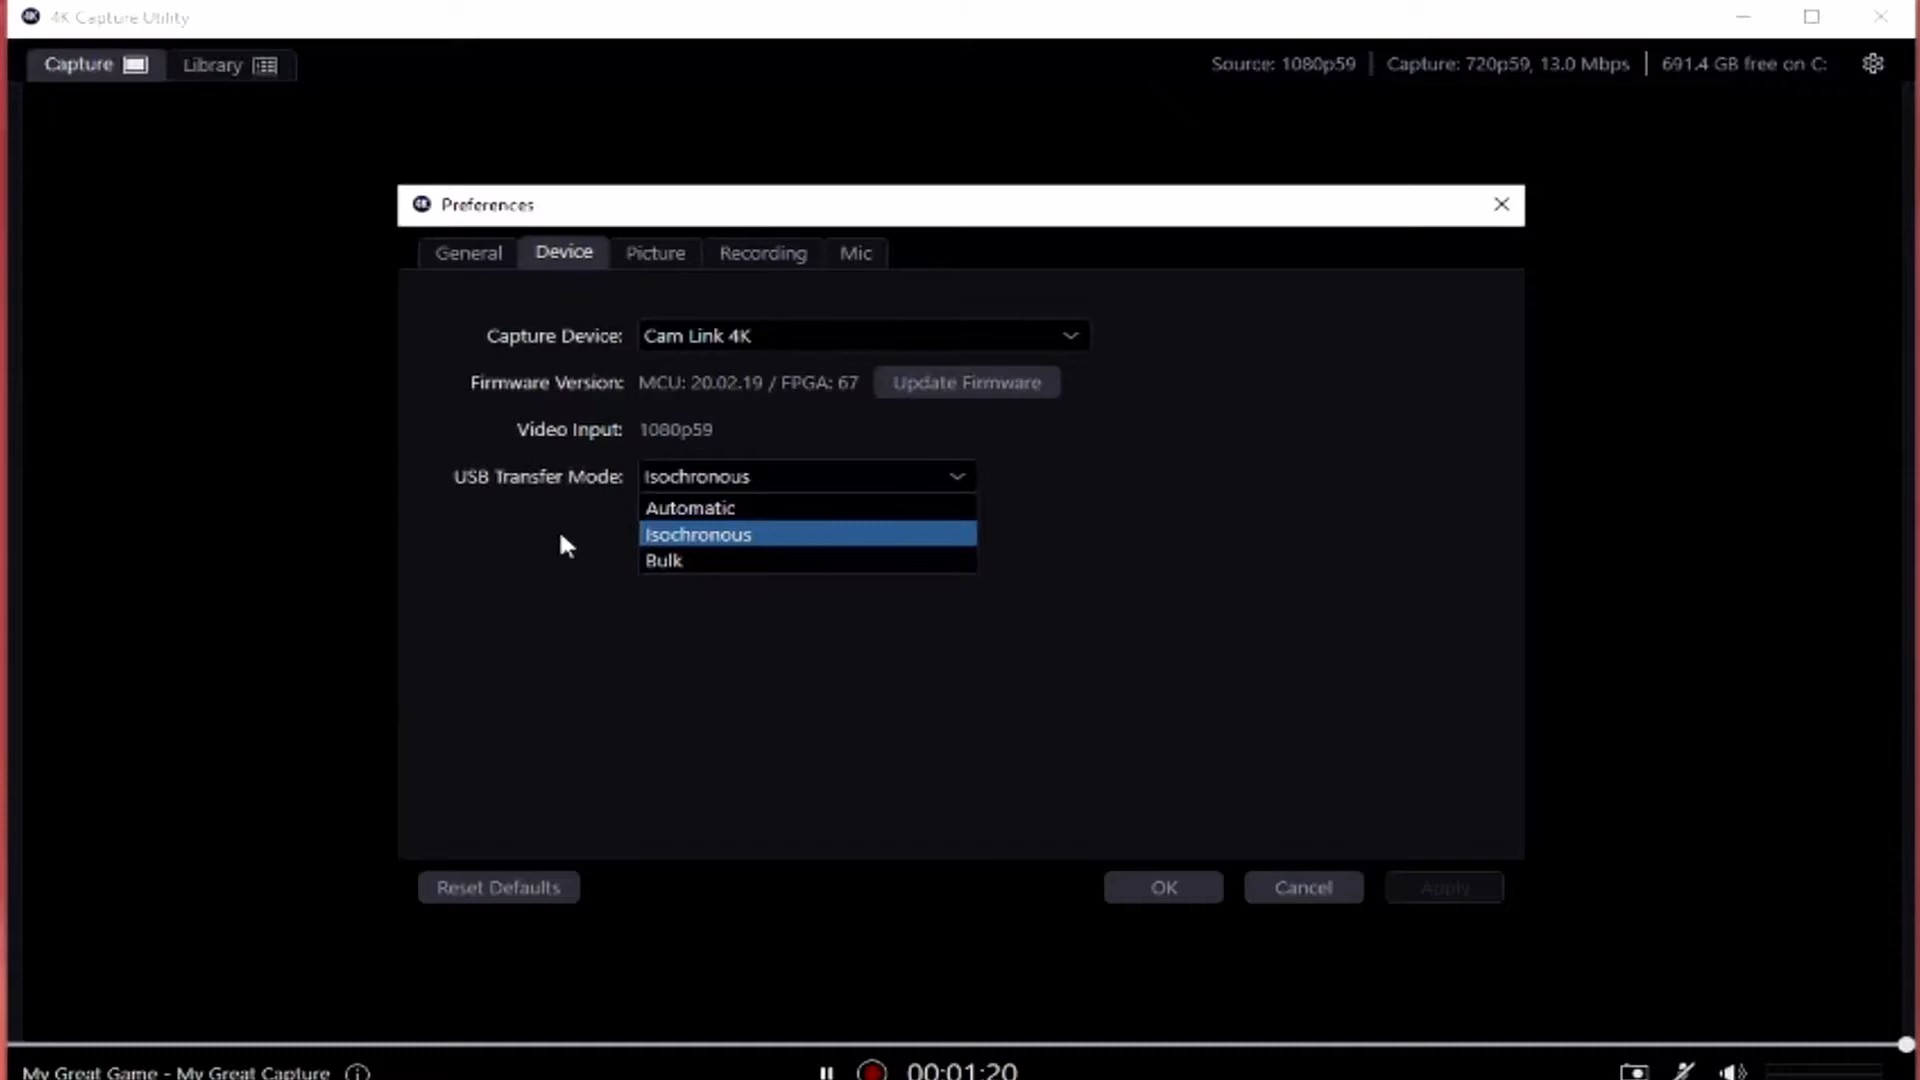 4K Capture Utility
Capture Library Source: 1080p59 Capture: 720p59, 13.0 Mbps 691.4 GB free on C:
4K Preferences
General Device Picture Recording Mic
Capture Device: Cam Link 4K
Firmware Version: MCU: 20.02.19 / FPGA: 67 Update Firmware
Video Input: 1080p59
USB Transfer Mode: Isochronous
Automatic
Isochronous
Bulk
Reset Defaults OK Cancel Apply
My Great Game - My Great Capture 00:01:20